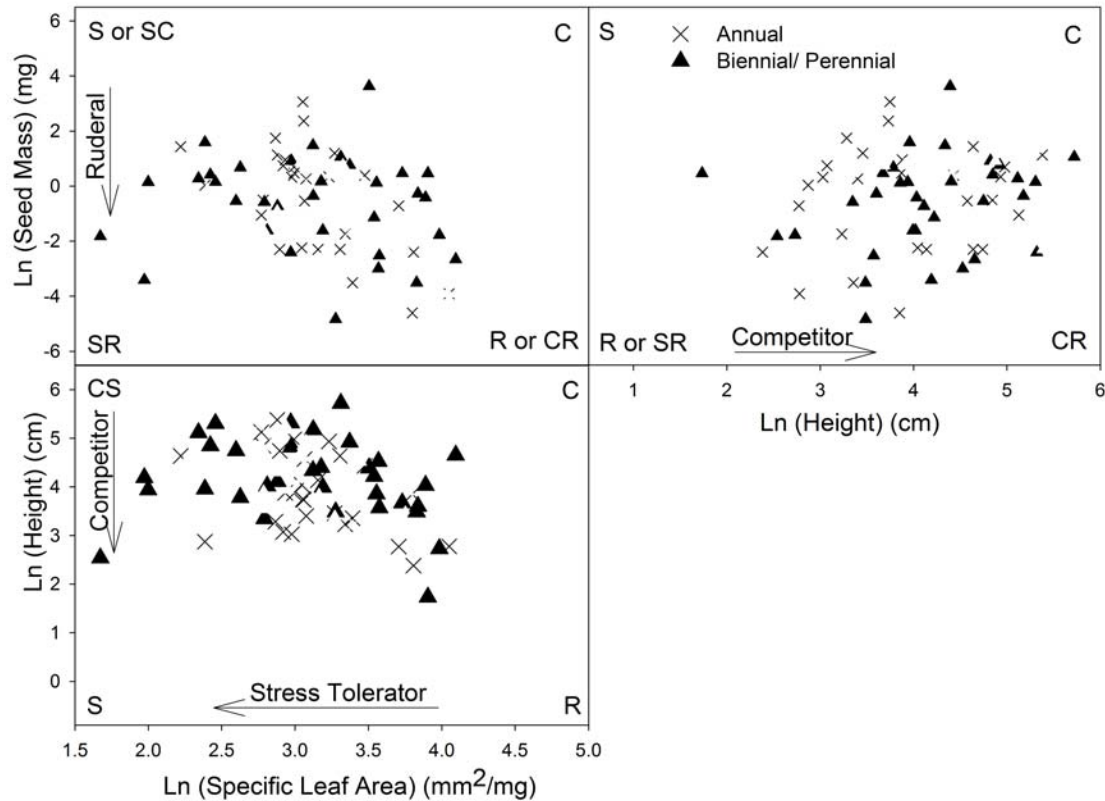 S or SC
C
Ruderal
Ln (Seed Mass) (mg)
6
4
2
0
-2
-4
-6
SR
R or CR
S
C
Annual
Biennial/ Perennial
R or SR
Competitor
CR
1
2
3
4
5
6
Ln (Height) (cm)
CS
C
Competitor
Ln (Height) (cm)
6
5
4
3
2
1
0
Stress Tolerator
S
R
1.5
2.0
2.5
3.0
3.5
4.0
4.5
5.0
Ln (Specific Leaf Area) (mm2/mg)